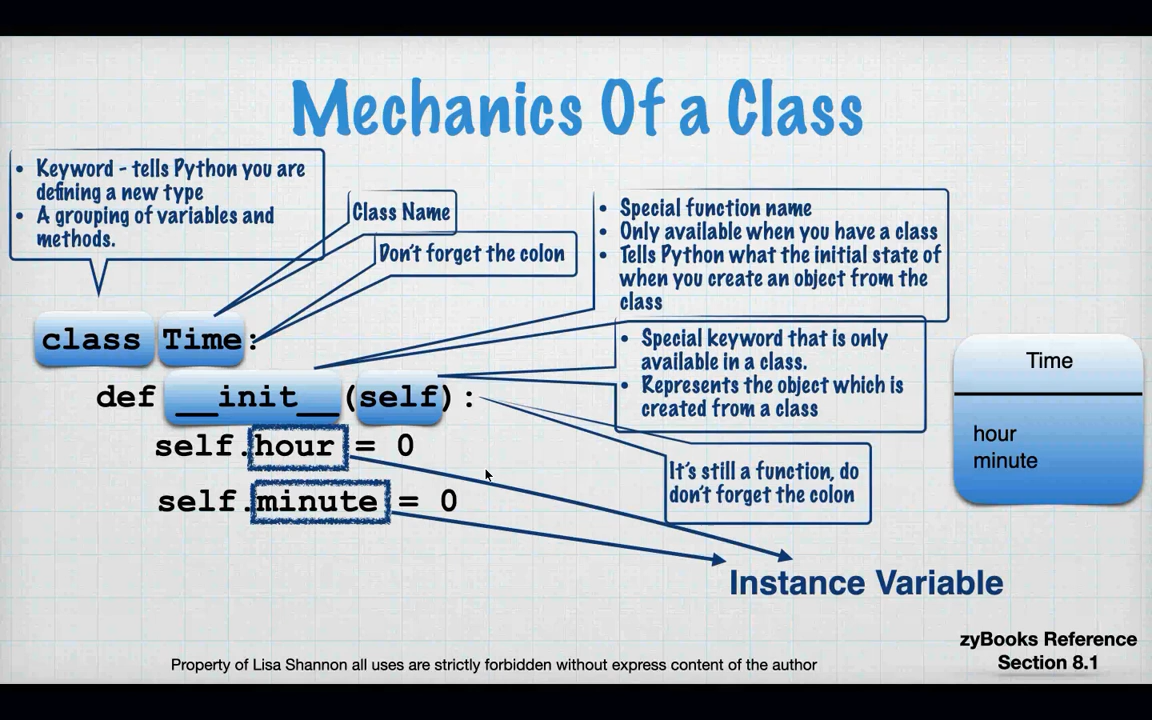 Mechanics Of a Class
• Keyword - tells Python you are
defining a new type
• A grouping of variables and
methods.
Class Name
Don't forget the colon
• Special function name
• Only available when you have a class
• Tells Python what the initial state of
when you create an object from the
class
class Time:
• Special keyword that is only
available in a class.
• Represents the object which is
created from a class
def __init__(self):
self.hour = 0
self.minute = 0
It's still a function, do
don't forget the colon
Time
hour
minute
Instance Variable
zyBooks Reference
Section 8.1
Property of Lisa Shannon all uses are strictly forbidden without express content of the author